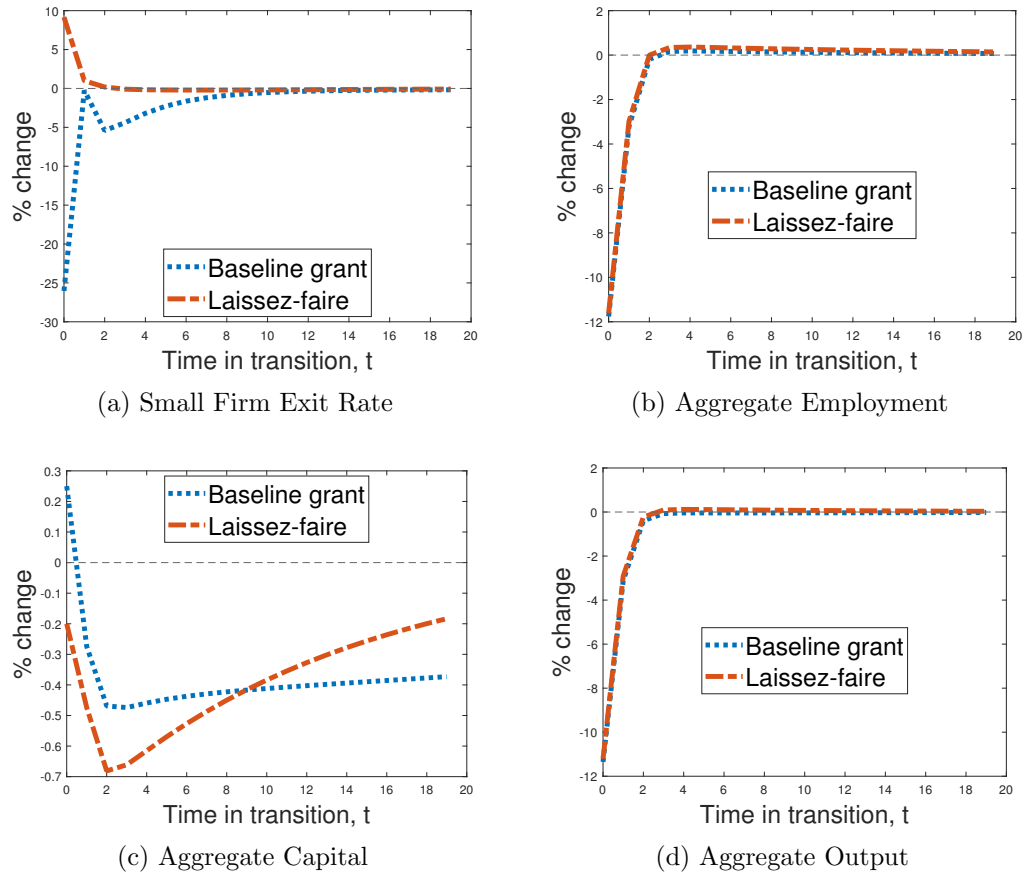 10
5
0
-5
-10
-15
-20
-25
-30
% change
Baseline grant
Laissez-faire
0 2 4 6 8 10 12 14 16 18 20
Time in transition, t
(a) Small Firm Exit Rate
2
0
-2
-4
-6
-8
-10
-12
% change
Baseline grant
Laissez-faire
0 2 4 6 8 10 12 14 16 18 20
Time in transition, t
(b) Aggregate Employment
0.3
0.2
0.1
0
-0.1
-0.2
-0.3
-0.4
-0.5
-0.6
-0.7
% change
Baseline grant
Laissez-faire
0 2 4 6 8 10 12 14 16 18 20
Time in transition, t
(c) Aggregate Capital
2
0
-2
-4
-6
-8
-10
-12
% change
Baseline grant
Laissez-faire
0 2 4 6 8 10 12 14 16 18 20
Time in transition, t
(d) Aggregate Output